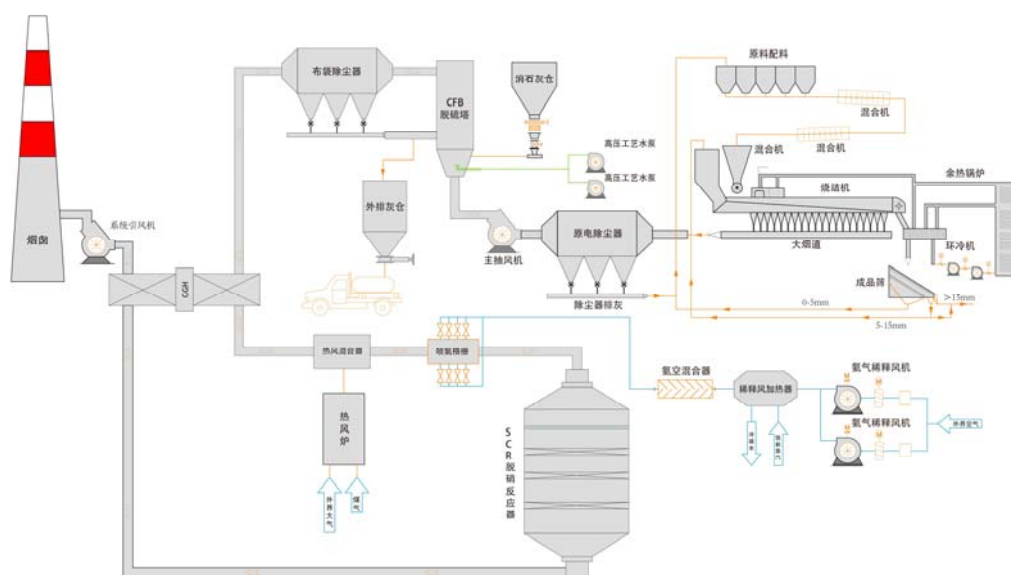 原料配料
布袋除尘器
消石灰仓
CFB
脱硫塔
混合机
混合机
混合机
高压工艺水泵
高压工艺水泵
烧结机
余热锅炉
外排灰仓
烟囱
系统引风机
原电除尘器
大烟道
环冷机
主抽风机
GGH
成品筛
除尘器排灰
0-5mm
>15mm
5-15mm
热风混合器
喷氨格栅
氨空混合器
稀释风加热器
氨气稀释风机
氨气稀释风机
外界空气
热风炉
SCR脱硝反应器
外界大气
煤气